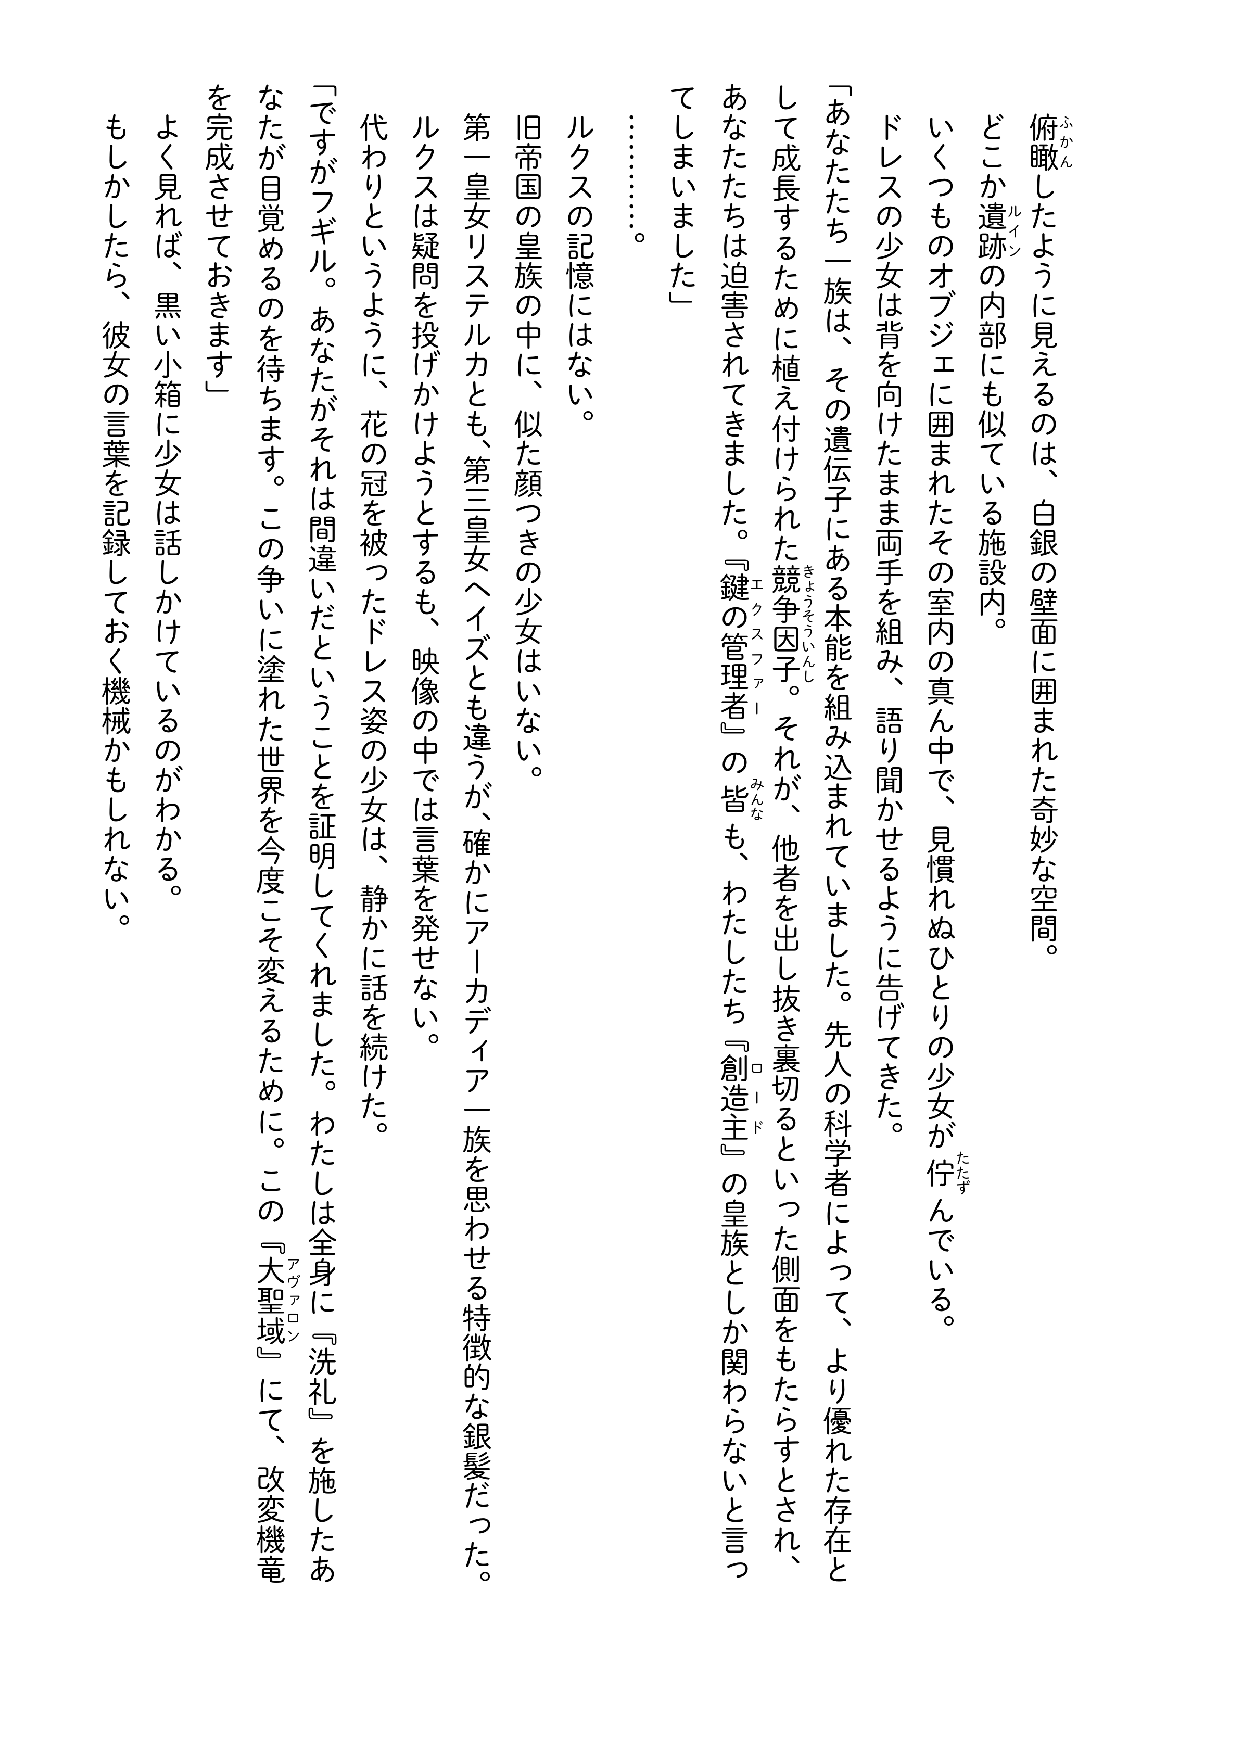 俯瞰したように見えるのは、白銀の壁面に囲まれた奇妙な空間。
どこか遺跡の内部にも似ている施設内。
いくつものオブジェに囲まれたその室内の真ん中で、見慣れぬひとりの少女が佇んでいる。
ドレスの少女は背を向けたまま両手を組み、語り聞かせるように告げてきた。
「あなたたち一族は、その遺伝子にある本能を組み込まれていました。先人の科学者によって、より優れた存在と
して成長するために植え付けられた競争因子。それが、他者を出し抜き裏切るといった側面をもたらすとされ、
あなたたちは迫害されてきました。『鍵の管理者』の皆も、わたしたち『創造主』の皇族としか関わらないと言っ
てしまいました」
…………。
ルクスの記憶にはない。
旧帝国の皇族の中に、似た顔つきの少女はいない。
第一皇女リステルカとも、第三皇女ヘイズとも違うが、確かにアーカディア一族を思わせる特徴的な銀髪だった。
ルクスは疑問を投げかけようとするも、映像の中では言葉を発せない。
代わりというように、花の冠を被ったドレス姿の少女は、静かに話を続けた。
「ですがフギル。あなたがそれは間違いだということを証明してくれました。わたしは全身に『洗礼』を施したあ
なたが目覚めるのを待ちます。この争いに塗れた世界を今度こそ変えるために。この『大聖域』にて、改変機竜
を完成させておきます」
よく見れば、黒い小箱に少女は話しかけているのがわかる。
もしかしたら、彼女の言葉を記録しておく機械かもしれない。